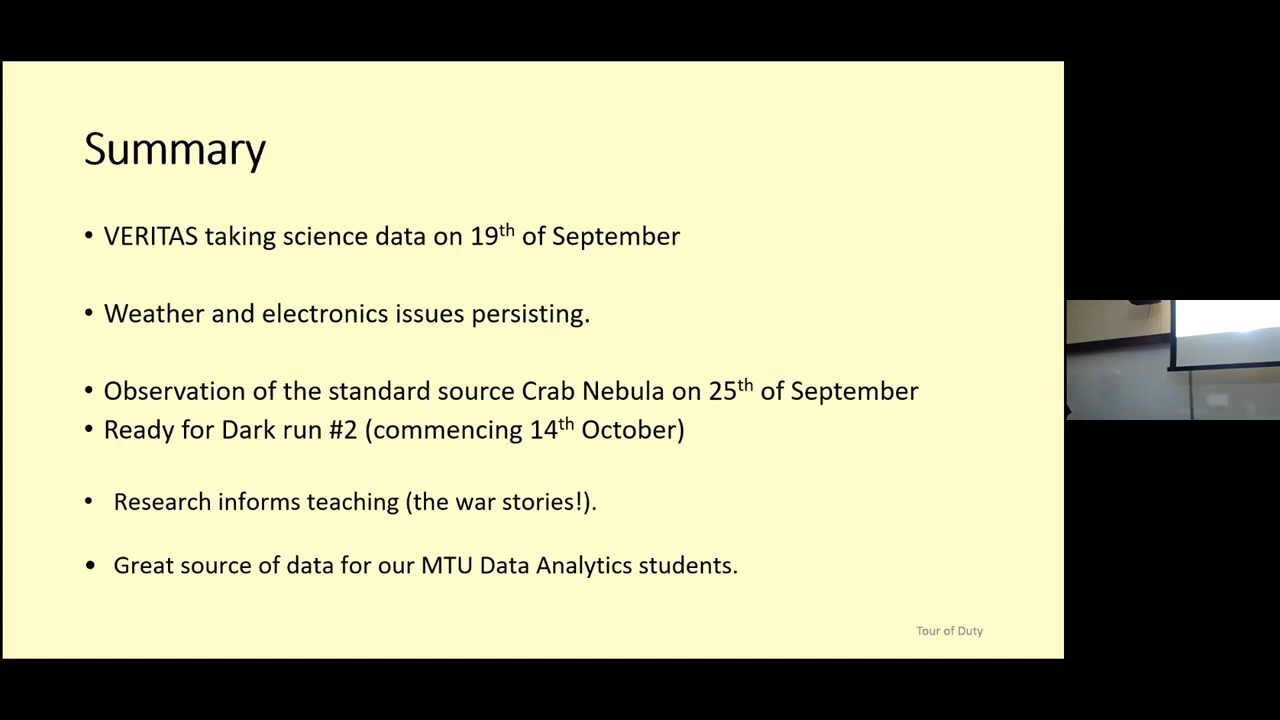 Summary
• VERITAS taking science data on 19th of September
• Weather and electronics issues persisting.
• Observation of the standard source Crab Nebula on 25th of September
• Ready for Dark run #2 (commencing 14th October)
• Research informs teaching (the war stories!).
• Great source of data for our MTU Data Analytics students.
Tour of Duty